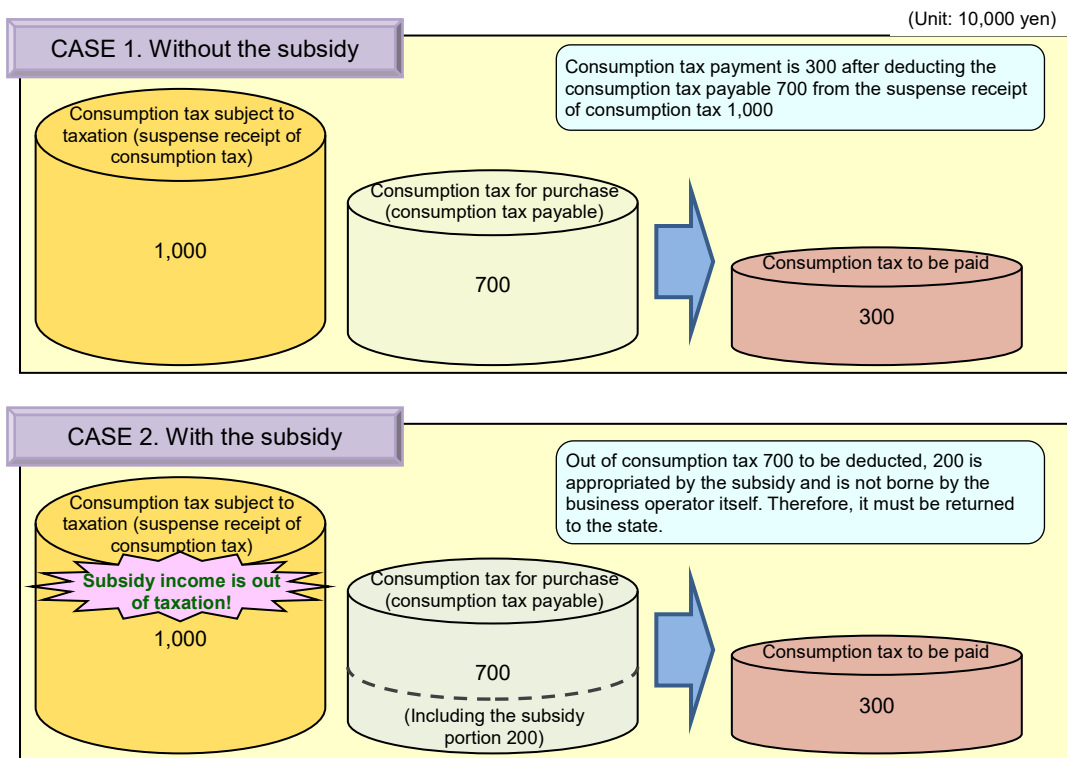 (Unit: 10,000 yen)
CASE 1. Without the subsidy
Consumption tax payment is 300 after deducting the
consumption tax payable 700 from the suspense receipt
of consumption tax 1,000
Consumption tax subject to
taxation (suspense receipt of
consumption tax)
1,000
Consumption tax for purchase
(consumption tax payable)
700
Consumption tax to be paid
300
CASE 2. With the subsidy
Out of consumption tax 700 to be deducted, 200 is
appropriated by the subsidy and is not borne by the
business operator itself. Therefore, it must be returned
to the state.
Consumption tax subject to
taxation (suspense receipt of
consumption tax)
Subsidy income is out
of taxation!
1,000
Consumption tax for purchase
(consumption tax payable)
700
(Including the subsidy
portion 200)
Consumption tax to be paid
300